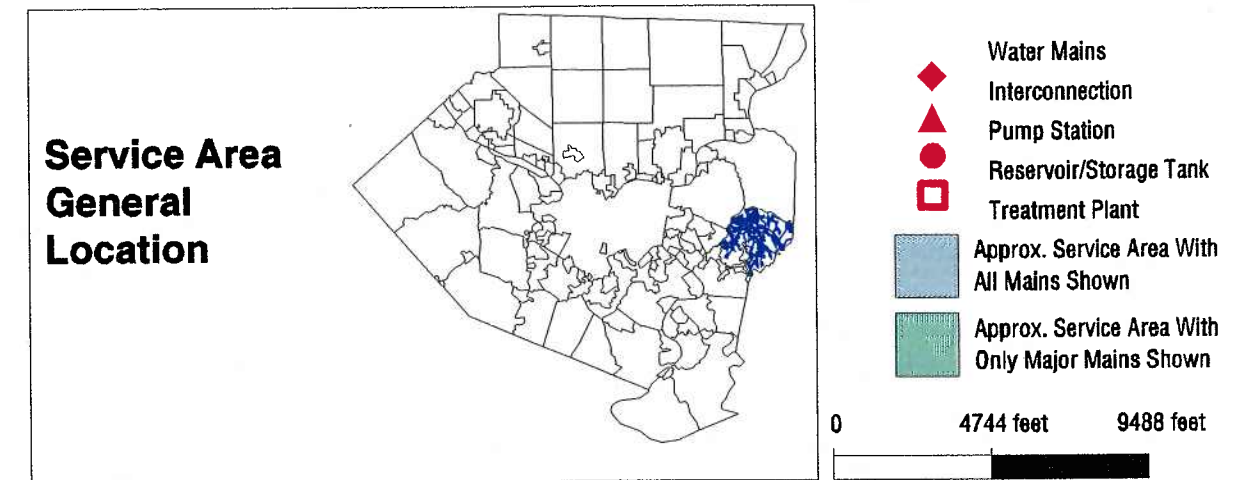 Service Area
General
Location
Water Mains
Interconnection
Pump Station
Reservoir/Storage Tank
Treatment Plant
Approx. Service Area With
All Mains Shown
Approx. Service Area With
Only Major Mains Shown
0 4744 feet 9488 feet